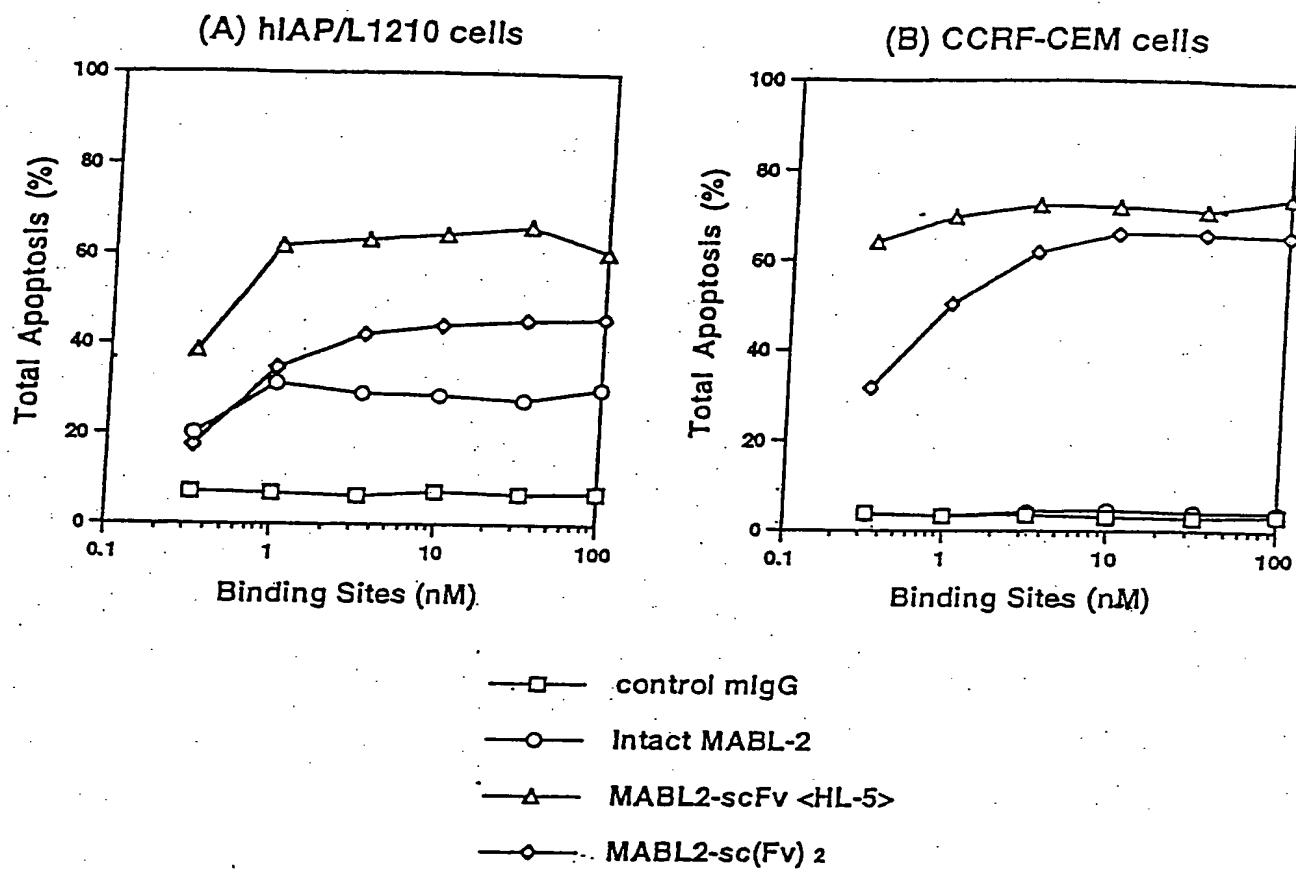 (A) hIAP/L1210 cells
Total Apoptosis (%)
100
80
60
40
20
0
0.1 1 10 100
Binding Sites (nM)
(B) CCRF-CEM cells
Total Apoptosis (%)
100
80
60
40
20
0
0.1 1 10 100
Binding Sites (nM)
control mIgG
Intact MABL-2
MABL2-scFv <HL-5>
MABL2-sc(Fv) 2